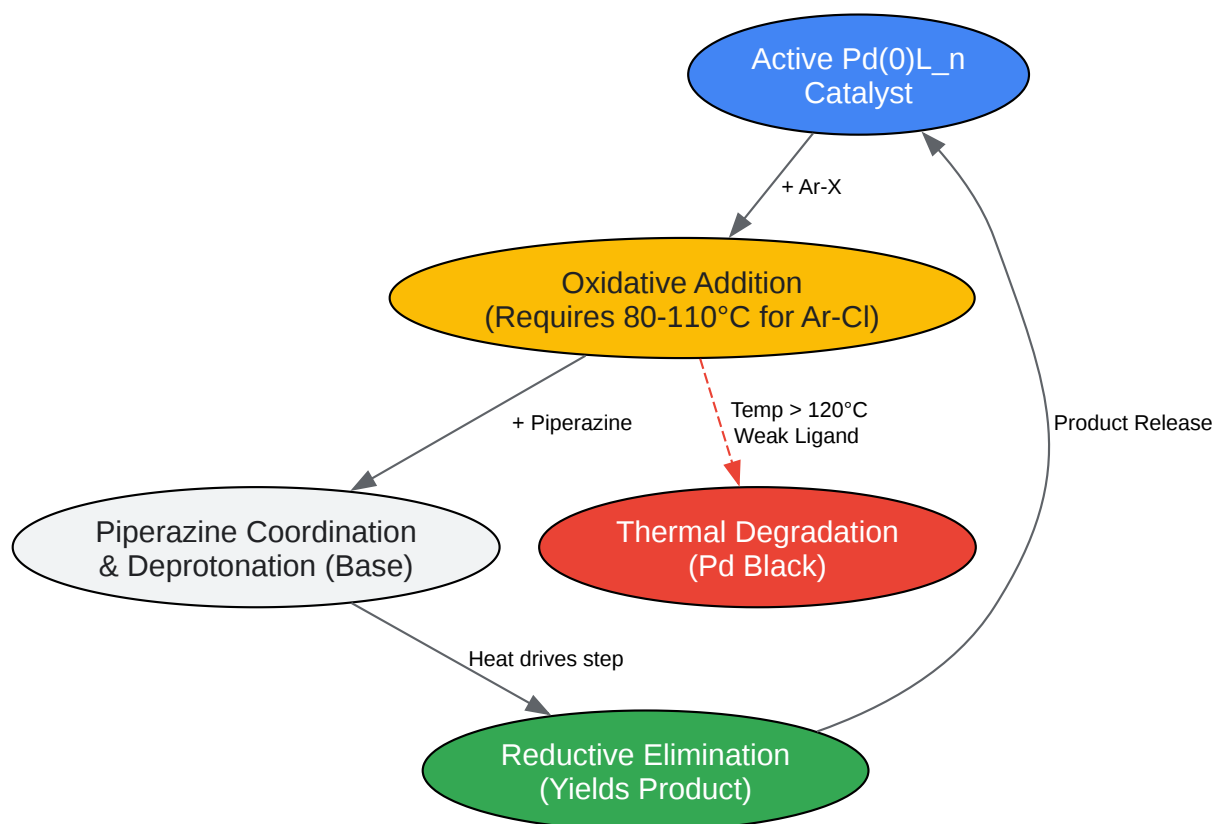 Active Pd(0)L_n
Catalyst
+ Ar-X
Oxidative Addition
(Requires 80-110°C for Ar-Cl)
+ Piperazine
Temp > 120°C
Weak Ligand
Product Release
Piperazine Coordination
& Deprotonation (Base)
Thermal Degradation
(Pd Black)
Heat drives step
Reductive Elimination
(Yields Product)